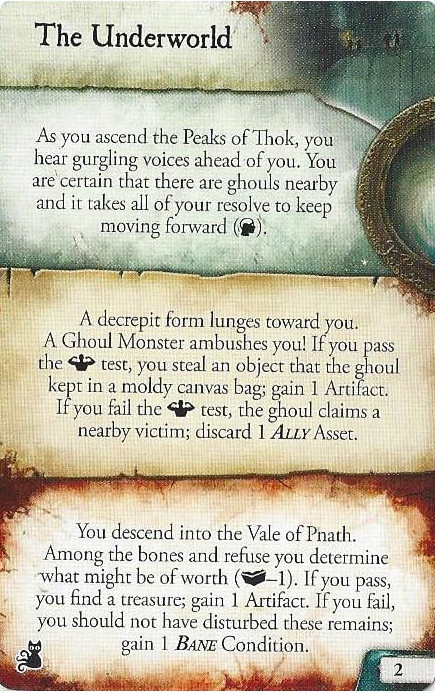 The Underworld
As you ascend the Peaks of Thok, you
hear gurgling voices ahead of you. You
are certain that there are ghouls nearby
and it takes all of your resolve to keep
moving forward ( ).
A decrepit form lunges toward you.
A Ghoul Monster ambushes you! If you pass
the test, you steal an object that the ghoul
kept in a moldy canvas bag; gain 1 Artifact.
If you fail the test, the ghoul claims a
nearby victim; discard 1 ALLY Asset.
You descend into the Vale of Pnath.
Among the bones and refuse you determine
what might be of worth ( –1). If you pass,
you find a treasure; gain 1 Artifact. If you fail,
you should not have disturbed these remains;
gain 1 BANE Condition.
2